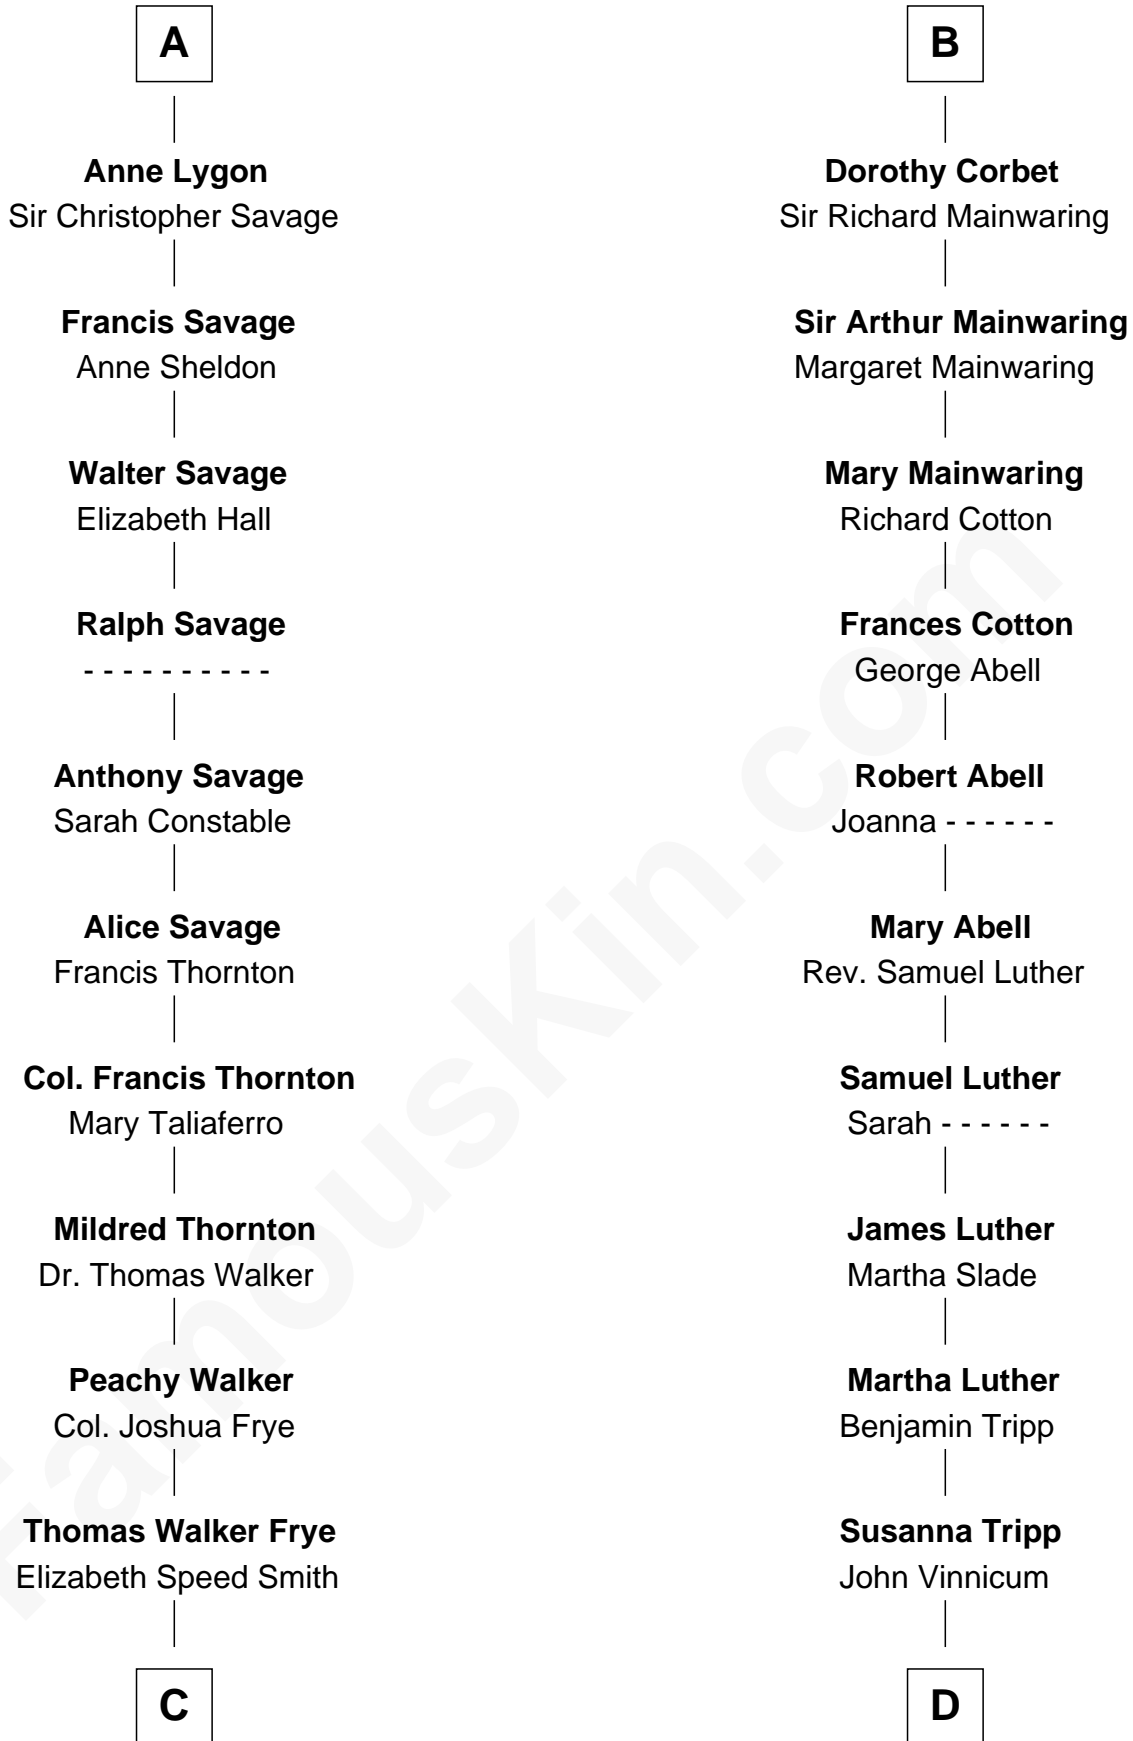 A
Anne Lygon
Sir Christopher Savage
Francis Savage
Anne Sheldon
Walter Savage
Elizabeth Hall
Ralph Savage
- - - - - - - - - -
Anthony Savage
Sarah Constable
Alice Savage
Francis Thornton
Col. Francis Thornton
Mary Taliaferro
Mildred Thornton
Dr. Thomas Walker
Peachy Walker
Col. Joshua Frye
Thomas Walker Frye
Elizabeth Speed Smith
C
B
Dorothy Corbet
Sir Richard Mainwaring
Sir Arthur Mainwaring
Margaret Mainwaring
Mary Mainwaring
Richard Cotton
Frances Cotton
George Abell
Robert Abell
Joanna - - - - - -
Mary Abell
Rev. Samuel Luther
Samuel Luther
Sarah - - - - - -
James Luther
Martha Slade
Martha Luther
Benjamin Tripp
Susanna Tripp
John Vinnicum
D
FamousKin.com